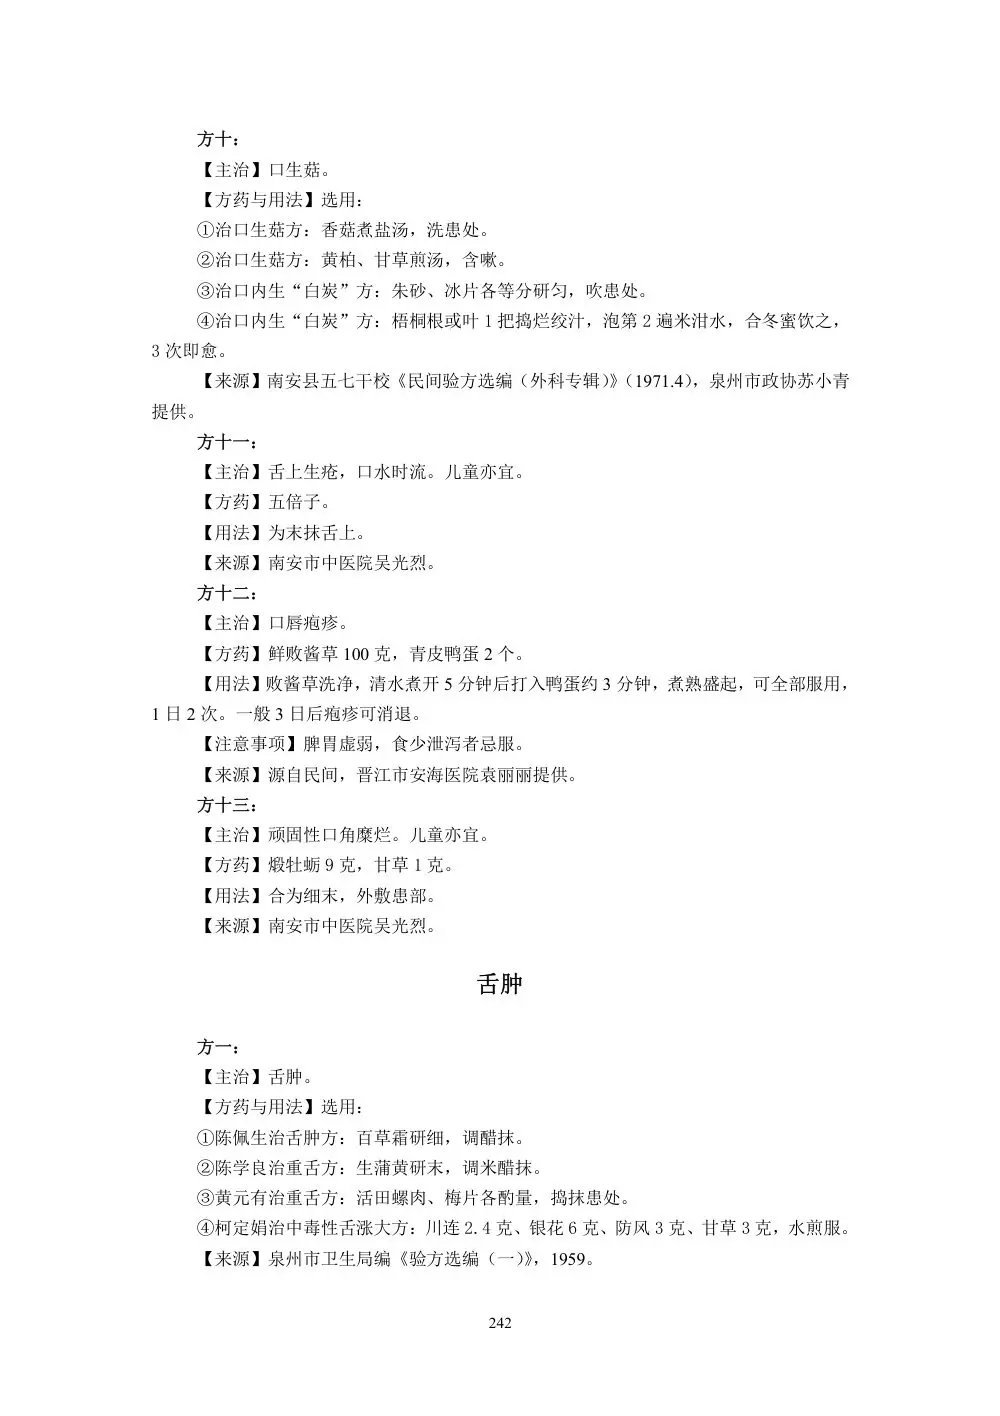 方十：
【主治】口生菇。
【方药与用法】选用：
①治口生菇方：香菇煮盐汤，洗患处。
②治口生菇方：黄柏、甘草煎汤，含嗽。
③治口内生“白炭”方：朱砂、冰片各等分研匀，吹患处。
④治口内生“白炭”方：梧桐根或叶 1 把捣烂绞汁，泡第 2 遍米泔水，合冬蜜饮之，
3 次即愈。
【来源】南安县五七干校《民间验方选编（外科专辑）》（1971.4），泉州市政协苏小青
提供。
方十一：
【主治】舌上生疮，口水时流。儿童亦宜。
【方药】五倍子。
【用法】为末抹舌上。
【来源】南安市中医院吴光烈。
方十二：
【主治】口唇疱疹。
【方药】鲜败酱草 100 克，青皮鸭蛋 2 个。
【用法】败酱草洗净，清水煮开 5 分钟后打入鸭蛋约 3 分钟，煮熟盛起，可全部服用，
1 日 2 次。一般 3 日后疱疹可消退。
【注意事项】脾胃虚弱，食少泄泻者忌服。
【来源】源自民间，晋江市安海医院袁丽丽提供。
方十三：
【主治】顽固性口角糜烂。儿童亦宜。
【方药】煅牡蛎 9 克，甘草 1 克。
【用法】合为细末，外敷患部。
【来源】南安市中医院吴光烈。
舌肿
方一：
【主治】舌肿。
【方药与用法】选用：
①陈佩生治舌肿方：百草霜研细，调醋抹。
②陈学良治重舌方：生蒲黄研末，调米醋抹。
③黄元有治重舌方：活田螺肉、梅片各酌量，捣抹患处。
④柯定娟治中毒性舌涨大方：川连 2.4 克、银花 6 克、防风 3 克、甘草 3 克，水煎服。
【来源】泉州市卫生局编《验方选编（一）》，1959。
242